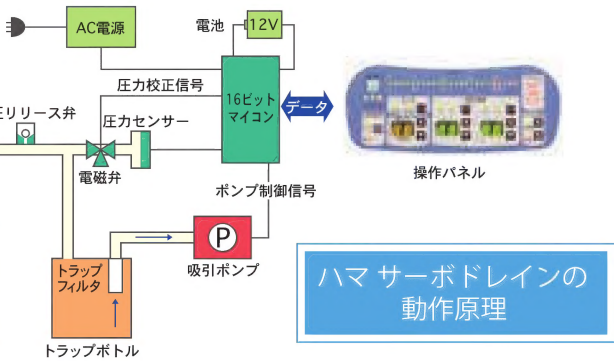 AC電源
電池
12V
圧力校正信号
リリース弁
圧力センサー
16ビット
マイコン
データ
電磁弁
操作パネル
ポンプ制御信号
P
吸引ポンプ
トラップ
フィルタ
トラップボトル
ハマ サーボドレインの
動作原理